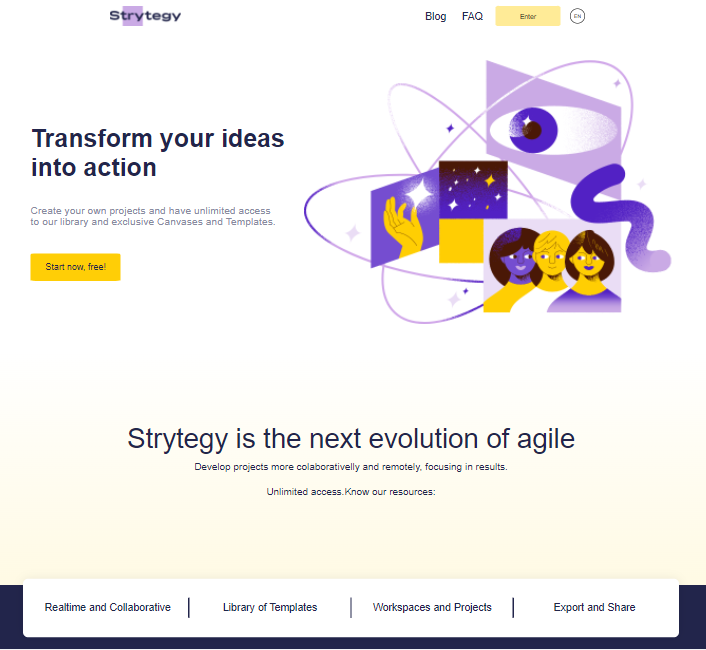 Strytegy
Blog
FAQ
Enter
EN
Transform your ideas
into action
Create your own projects and have unlimited access
to our library and exclusive Canvases and Templates.
Start now, free!
Strytegy is the next evolution of agile
Develop projects more colaborativelly and remotely, focusing in results.
Unlimited access.Know our resources:
Realtime and Collaborative
Library of Templates
Workspaces and Projects
Export and Share